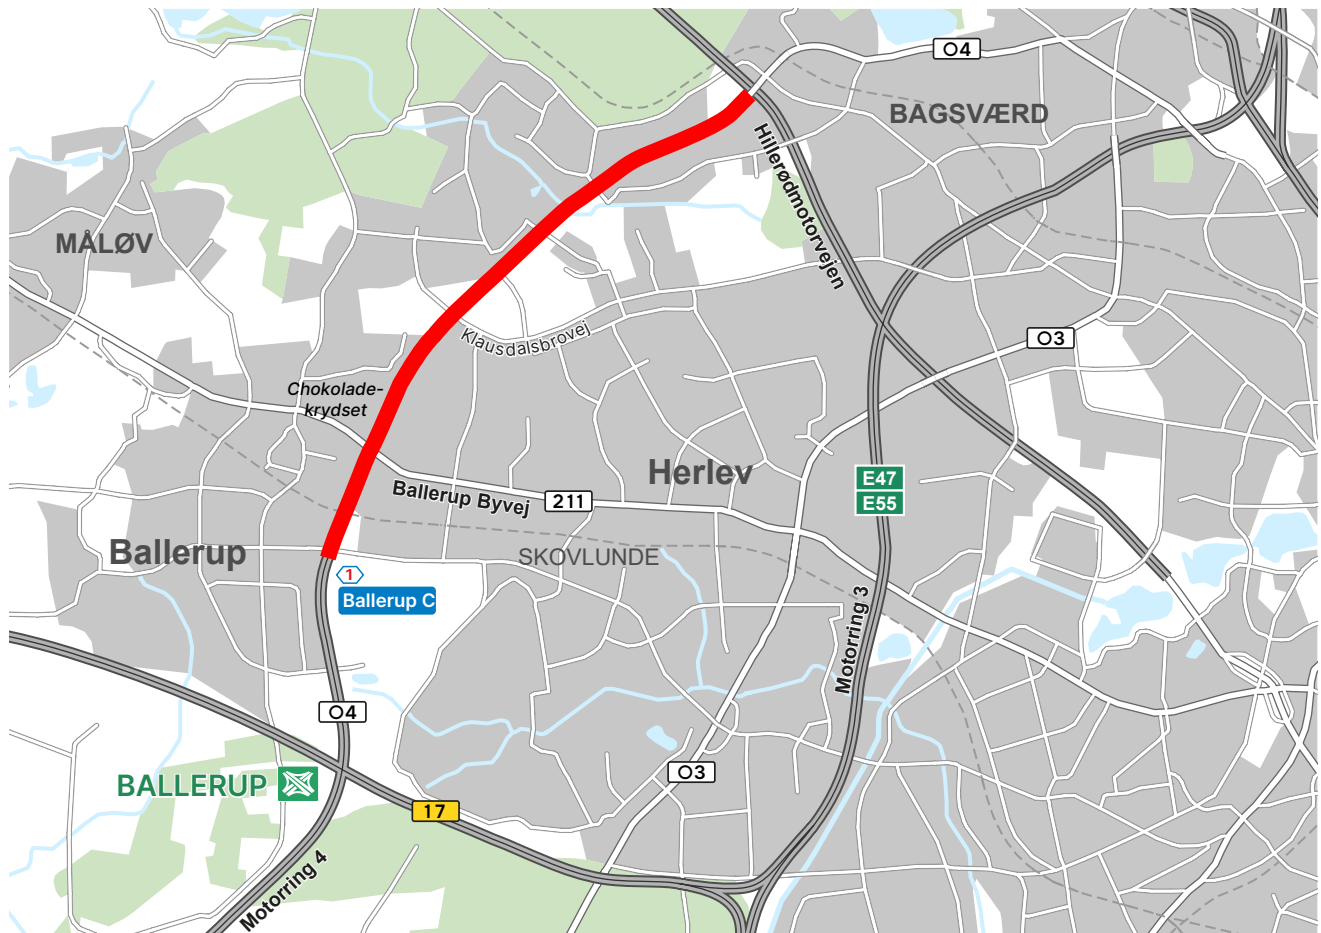 O4
BAGSVÆRD
Hillerødmotorvejen
MÅLØV
Klausdalsbrovej
O3
Chokolade-
krydset
Herlev
Ballerup Byvej
211
E47
E55
Ballerup
SKOVLUNDE
1
Ballerup C
Motorring 3
O4
BALLERUP
O3
17
Motorring 4